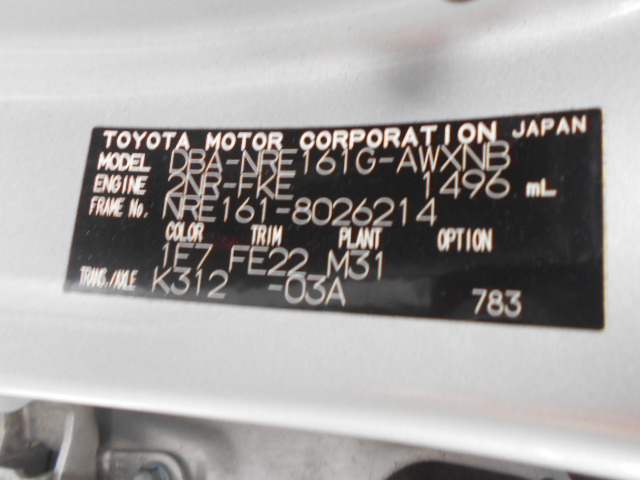 TOYOTA MOTOR CORPORATION JAPAN
MODEL DBA-NRE161G-AWXNB
ENGINE 2NR-FKE 1496 mL
FRAME No. NRE161-8026214
COLOR TRIM PLANT OPTION
1F7 FE22 M31
TRANS./AXLE K312 -03A
783